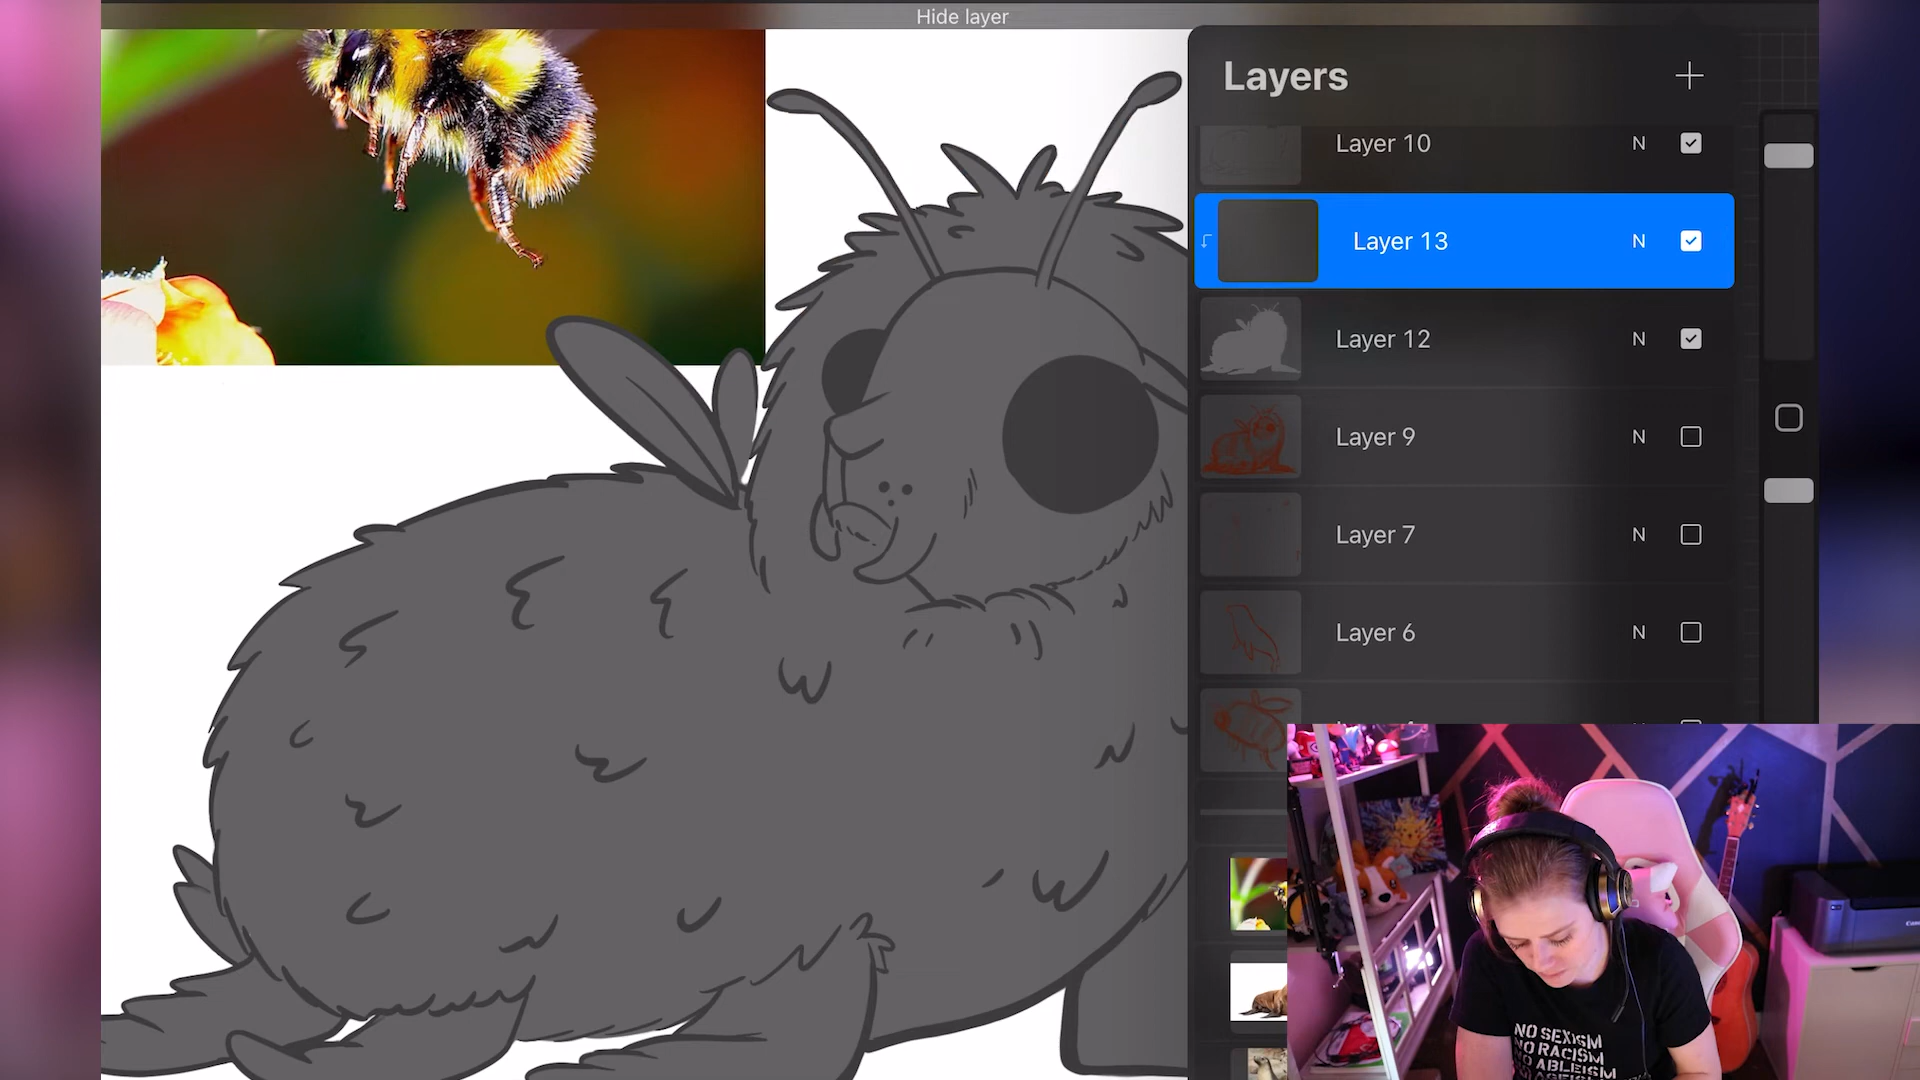 Hide layer
Layers
Layer 10 N
Layer 13 N
Layer 12 N
Layer 9 N
Layer 7 N
Layer 6 N
NO SEXISM
NO RACISM
NO ABLEISM